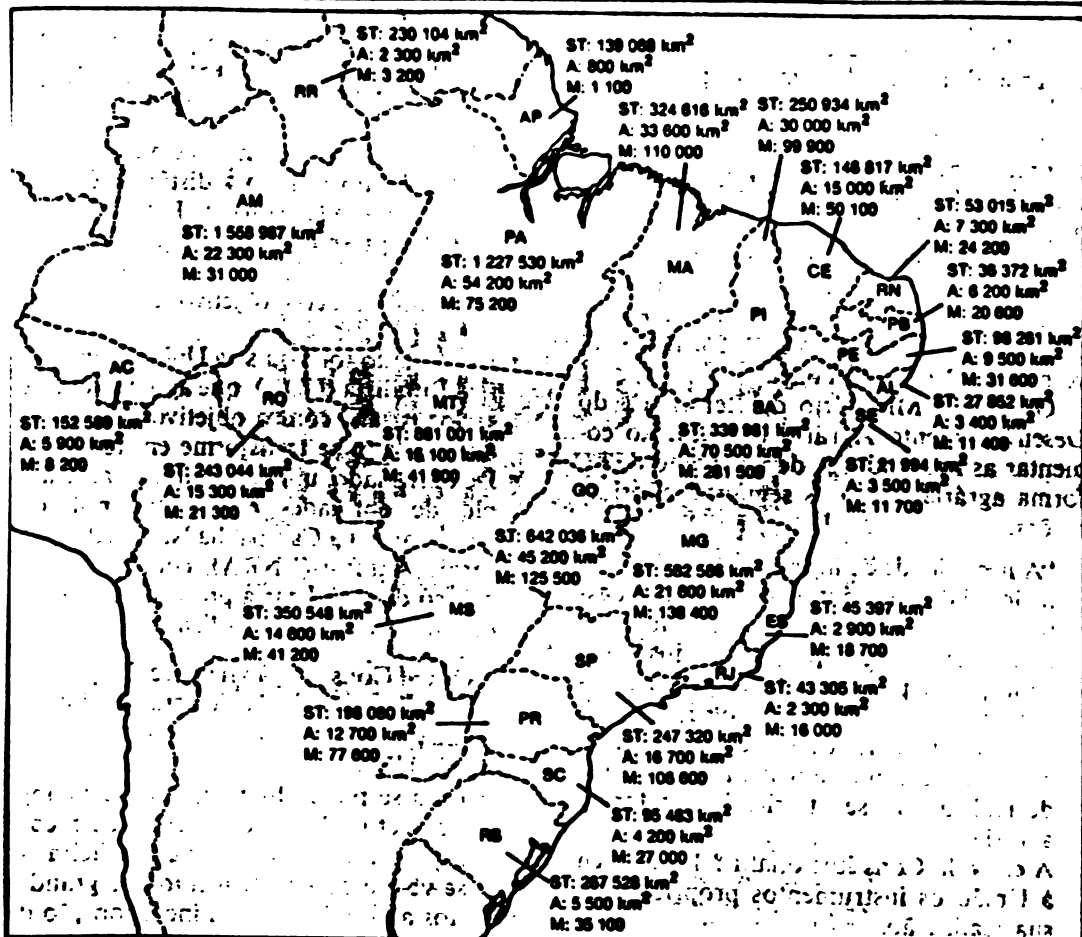 ST: 230 104 km²
A: 2 300 km²
M: 3 200
RR
ST: 139 068 km²
A: 800 km²
M: 1 100
AP
ST: 324 616 km²
A: 33 600 km²
M: 110 000
ST: 250 934 km²
A: 30 000 km²
M: 99 900
ST: 148 817 km²
A: 15 000 km²
M: 50 100
ST: 53 015 km²
A: 7 300 km²
M: 24 200
AM
ST: 1 558 987 km²
A: 22 300 km²
M: 31 000
PA
ST: 1 227 530 km²
A: 54 200 km²
M: 75 200
MA
CE
RN
ST: 36 372 km²
A: 6 200 km²
M: 20 600
PI
PB
ST: 98 281 km²
A: 9 500 km²
M: 31 600
PE
AL
ST: 27 652 km²
A: 3 400 km²
M: 11 400
AC
ST: 152 589 km²
A: 5 900 km²
M: 8 200
RO
ST: 243 044 km²
A: 15 300 km²
M: 21 300
MT
ST: 881 001 km²
A: 16 100 km²
M: 41 900
BA
ST: 339 981 km²
A: 70 500 km²
M: 281 500
SE
ST: 21 994 km²
A: 3 500 km²
M: 11 700
GO
ST: 642 036 km²
A: 45 200 km²
M: 125 500
MG
ST: 582 586 km²
A: 21 600 km²
M: 138 400
MS
ST: 350 548 km²
A: 14 600 km²
M: 41 200
ES
ST: 45 397 km²
A: 2 900 km²
M: 18 700
SP
RJ
ST: 43 305 km²
A: 2 300 km²
M: 16 000
ST: 198 060 km²
A: 12 700 km²
M: 77 600
PR
ST: 247 320 km²
A: 16 700 km²
M: 108 600
SC
ST: 95 483 km²
A: 4 200 km²
M: 27 000
RS
ST: 267 528 km²
A: 5 500 km²
M: 35 100